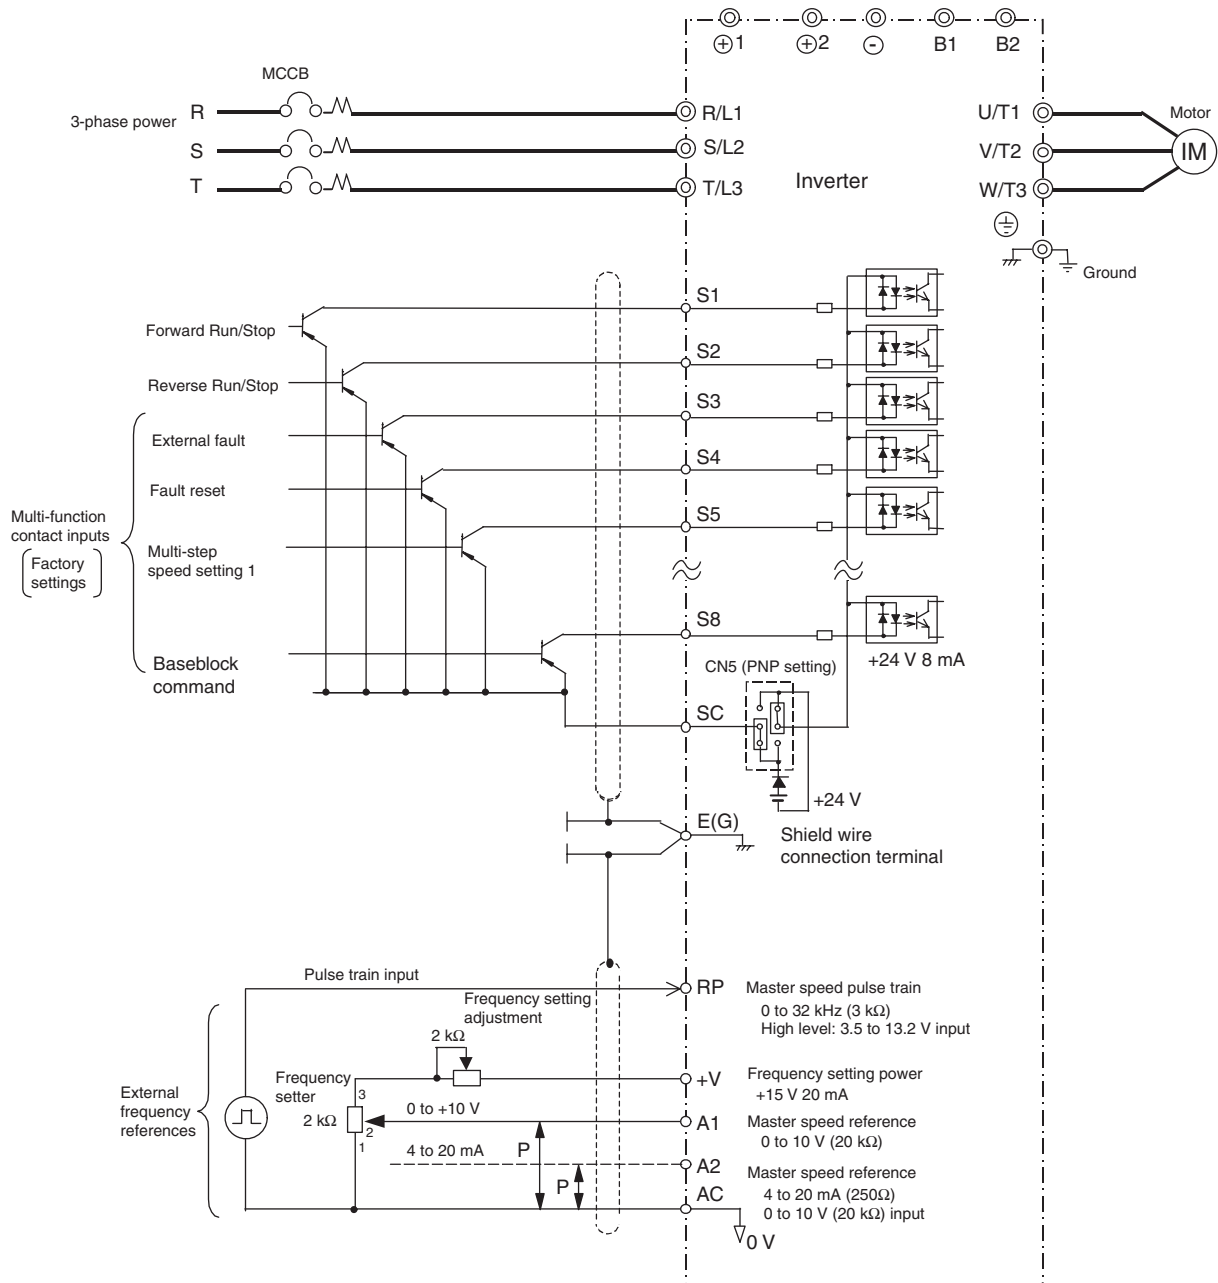 ⊕1 ⊕2 ⊖ B1 B2
MCCB
3-phase power
R
S
T
R/L1
S/L2
T/L3
Inverter
U/T1
V/T2
W/T3
Motor
IM
Ground
Forward Run/Stop
Reverse Run/Stop
External fault
Fault reset
Multi-step
speed setting 1
Baseblock
command
Multi-function
contact inputs
Factory
settings
S1
S2
S3
S4
S5
S8
+24 V 8 mA
CN5 (PNP setting)
SC
+24 V
E(G)
Shield wire
connection terminal
Pulse train input
RP
Master speed pulse train
0 to 32 kHz (3 kΩ)
High level: 3.5 to 13.2 V input
Frequency setting
adjustment
2 kΩ
External
frequency
references
Frequency
setter
2 kΩ
3
2
1
+V
Frequency setting power
+15 V 20 mA
0 to +10 V
P
A1
Master speed reference
0 to 10 V (20 kΩ)
4 to 20 mA
P
A2
Master speed reference
4 to 20 mA (250Ω)
0 to 10 V (20 kΩ) input
AC
0 V